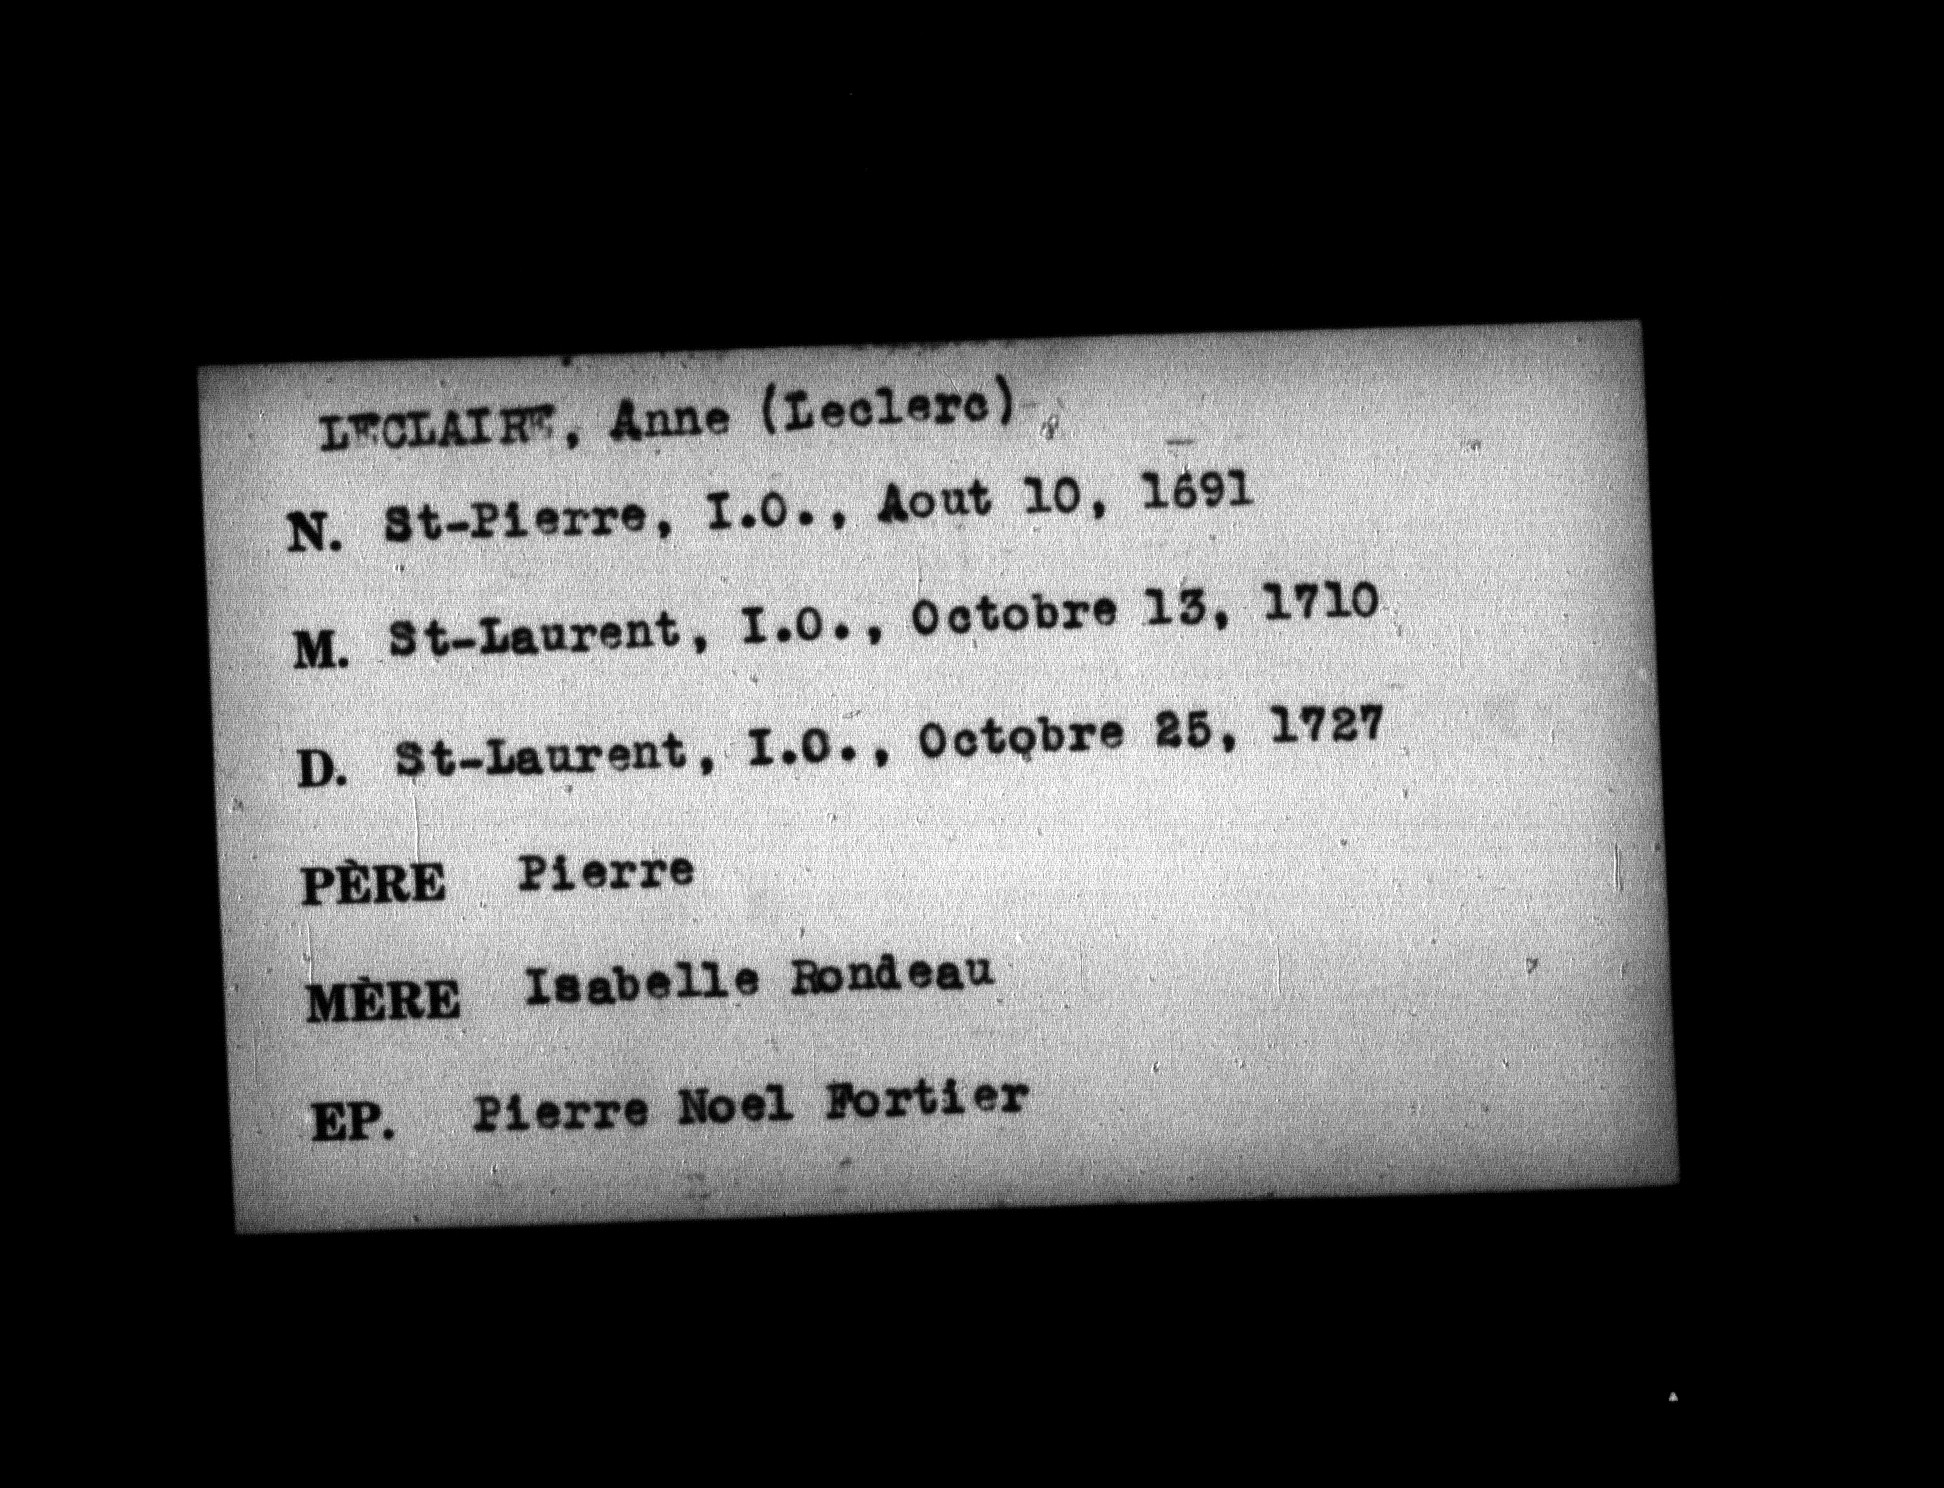 LECLAIRE, Anne (Leclerc)
N. St-Pierre, I.O., Aout 10, 1691
M. St-Laurent, I.O., Octobre 13, 1710
D. St-Laurent, I.O., Octobre 25, 1727
PÈRE Pierre
MÈRE Isabelle Rondeau
EP. Pierre Noel Fortier